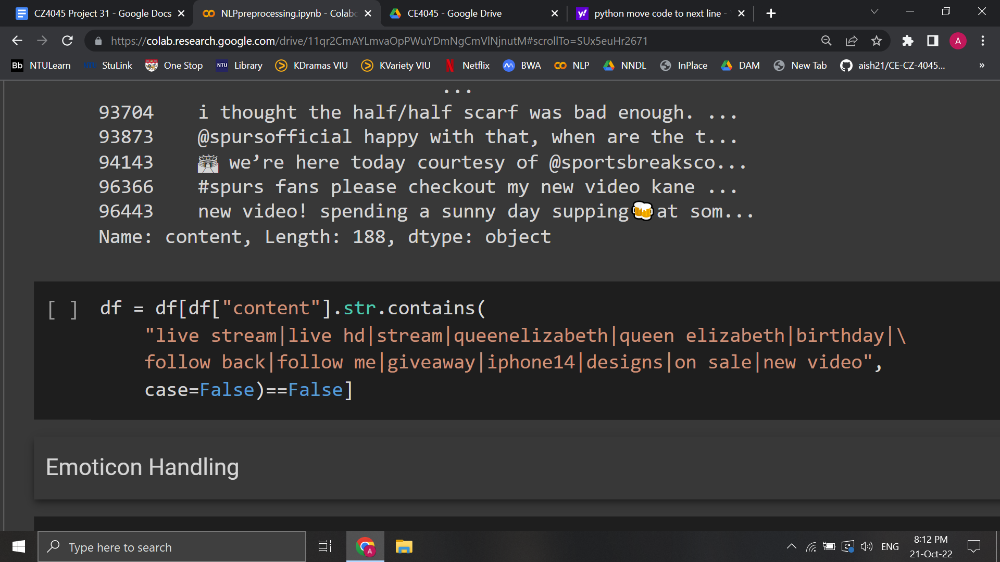 CZ4045 Project 31 - Google Docs
NLPpreprocessing.ipynb - Colabo
CE4045 - Google Drive
python move code to next line -
https://colab.research.google.com/drive/11qr2CmAYLmvaOpPWuYDmNgCmVlNjnutM#scrollTo=SUx5euHr2671
A
Bb NTULearn
NTU StuLink
One Stop
NTU Library
KDramas VIU
KVariety VIU
Netflix
BWA
NLP
NNDL
InPlace
DAM
New Tab
aish21/CE-CZ-4045...
»
...
93704 i thought the half/half scarf was bad enough. ...
93873 @spursofficial happy with that, when are the t...
94143 🏟 we’re here today courtesy of @sportsbreaksco...
96366 #spurs fans please checkout my new video kane ...
96443 new video! spending a sunny day supping🍻at som...
Name: content, Length: 188, dtype: object
[ ] df = df[df["content"].str.contains(
"live stream|live hd|stream|queenelizabeth|queen elizabeth|birthday|\
follow back|follow me|giveaway|iphone14|designs|on sale|new video",
case=False)==False]
Emoticon Handling
Type here to search
A
ENG
8:12 PM
21-Oct-22